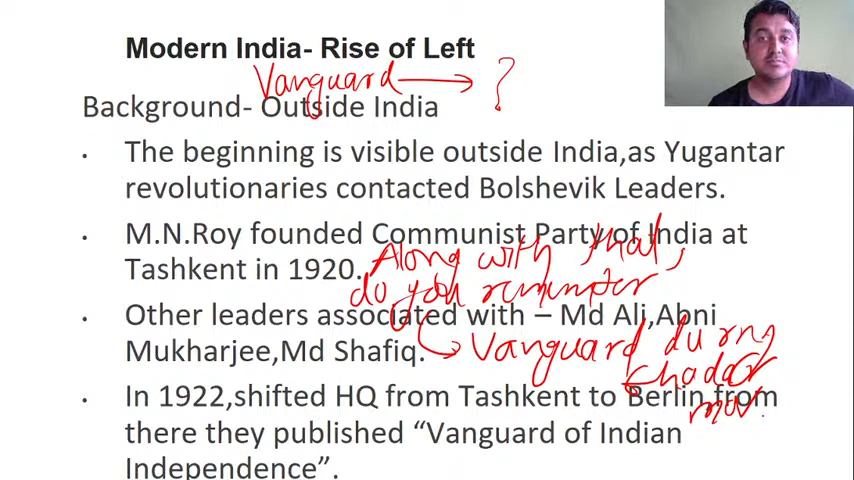 Modern India- Rise of Left
Vanguard → ?
Background- Outside India
• The beginning is visible outside India,as Yugantar
revolutionaries contacted Bolshevik Leaders.
• M.N.Roy founded Communist Party of India at
Tashkent in 1920.
Along with that,
do you remember
• Other leaders associated with – Md Ali,Abni
Mukharjee,Md Shafiq.
Vanguard during
Ghadar
mov.
• In 1922,shifted HQ from Tashkent to Berlin from
there they published “Vanguard of Indian
Independence”.